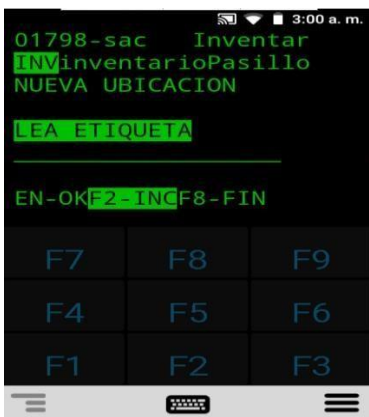 3:00 a. m.
01798-sac Inventar
INVinventarioPasillo
NUEVA UBICACION
LEA ETIQUETA
EN-OKF2-INCF8-FIN
F7 F8 F9
F4 F5 F6
F1 F2 F3